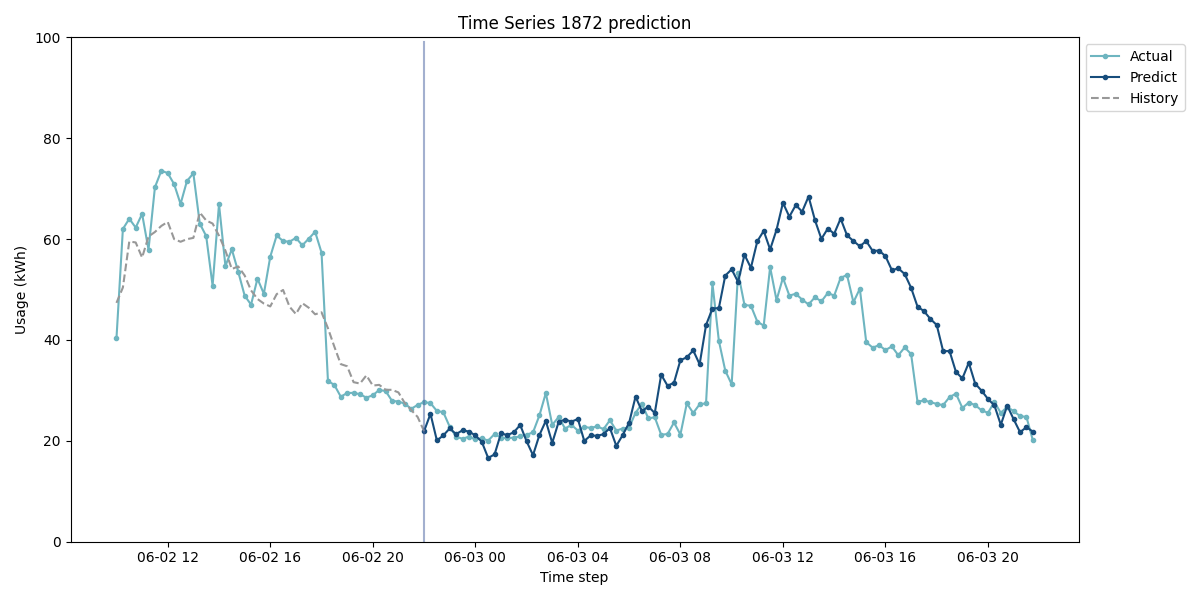 Time Series 1872 prediction
100
80
60
40
20
0
Usage (kWh)
06-02 12
06-02 16
06-02 20
06-03 00
06-03 04
06-03 08
06-03 12
06-03 16
06-03 20
Time step
Actual
Predict
History